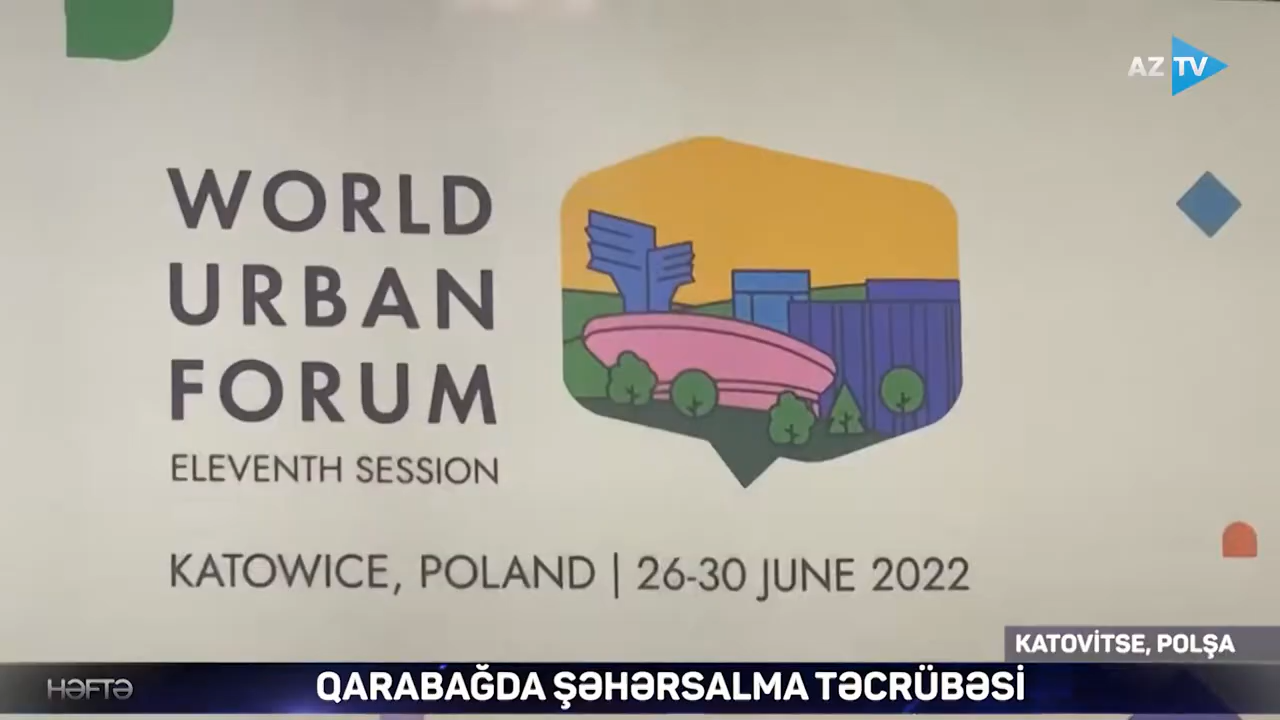 AZ TV
WORLD
URBAN
FORUM
ELEVENTH SESSION
KATOWICE, POLAND | 26-30 JUNE 2022
KATOVİTSE, POLŞA
HƏFTƏ
QARABAĞDA ŞƏHƏRSALMA TƏCRÜBƏSİ